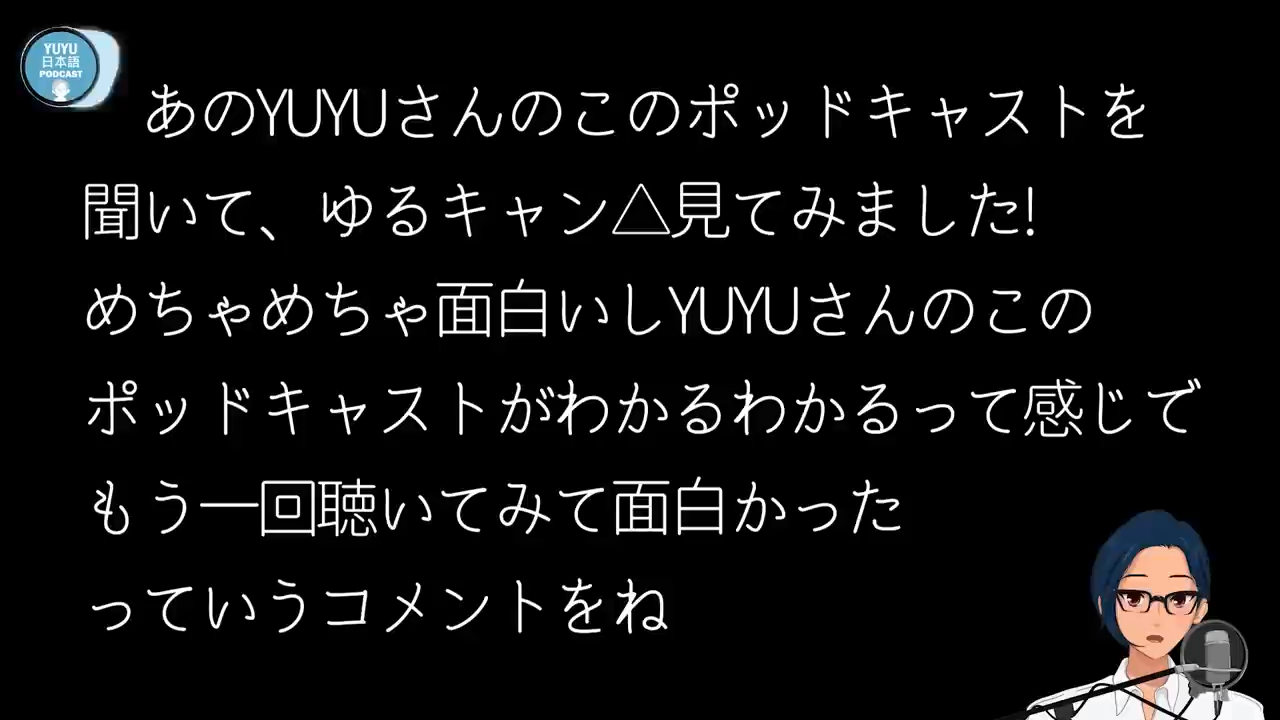 YUYU
日本語
PODCAST
あのYUYUさんのこのポッドキャストを
聞いて、ゆるキャン△見てみました!
めちゃめちゃ面白いしYUYUさんのこの
ポッドキャストがわかるわかるって感じで
もう一回聴いてみて面白かった
っていうコメントをね